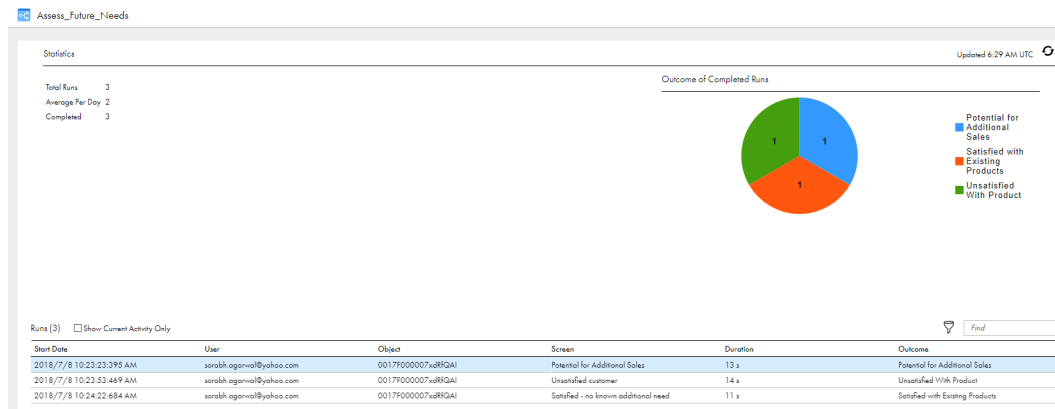 Assess_Future_Needs
Statistics
Updated 6:29 AM UTC
Total Runs 3
Average Per Day 2
Completed 3
Outcome of Completed Runs
1
1
1
Potential for
Additional
Sales
Satisfied with
Existing
Products
Unsatisfied
With Product
Runs (3) Show Current Activity Only
Find
Start Date User Object Screen Duration Outcome
2018/7/8 10:23:23:395 AM sorabh.agarwal@yahoo.com 0017F000007xdRfQAI Potential for Additional Sales 13 s Potential for Additional Sales
2018/7/8 10:23:53:469 AM sorabh.agarwal@yahoo.com 0017F000007xdRfQAI Unsatisfied customer 14 s Unsatisfied With Product
2018/7/8 10:24:22:684 AM sorabh.agarwal@yahoo.com 0017F000007xdRfQAI Satisfied - no known additional need 11 s Satisfied with Existing Products